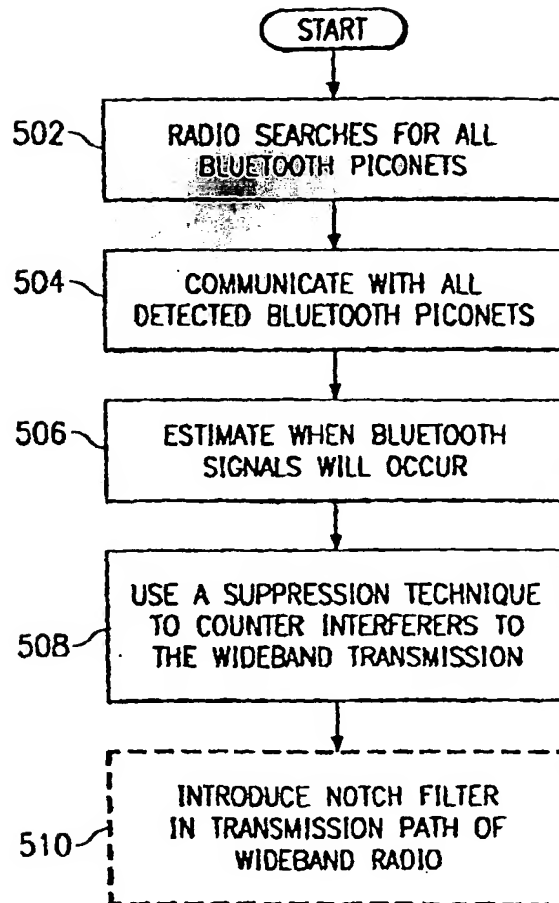 START
502
RADIO SEARCHES FOR ALL
BLUETOOTH PICONETS
504
COMMUNICATE WITH ALL
DETECTED BLUETOOTH PICONETS
506
ESTIMATE WHEN BLUETOOTH
SIGNALS WILL OCCUR
508
USE A SUPPRESSION TECHNIQUE
TO COUNTER INTERFERERS TO
THE WIDEBAND TRANSMISSION
510
INTRODUCE NOTCH FILTER
IN TRANSMISSION PATH OF
WIDEBAND RADIO